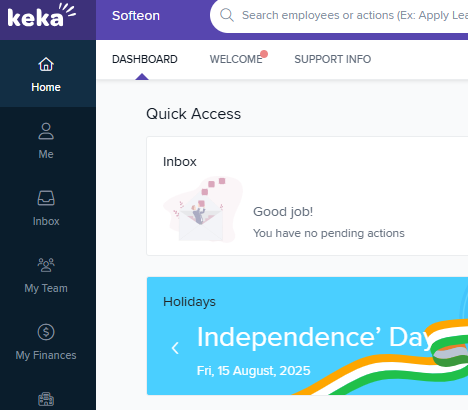 keka
Softeon
Search employees or actions (Ex: Apply Lea
Home
Me
Inbox
My Team
My Finances
DASHBOARD
WELCOME
SUPPORT INFO
Quick Access
Inbox
Good job!
You have no pending actions
Holidays
Independence’ Day
Fri, 15 August, 2025